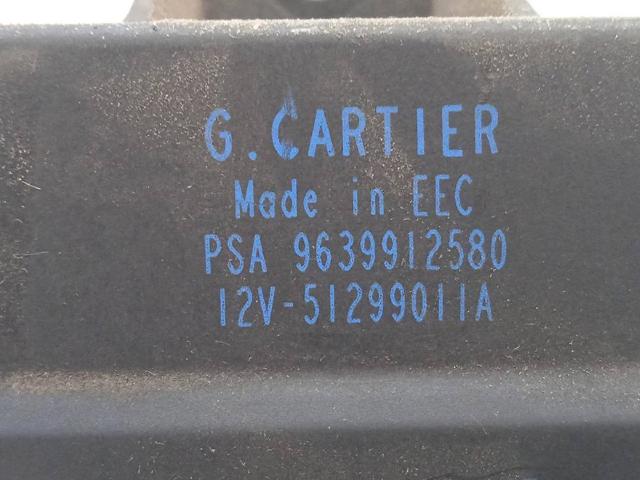 G. CARTIER
Made in EEC
PSA 9639912580
12V-51299011A